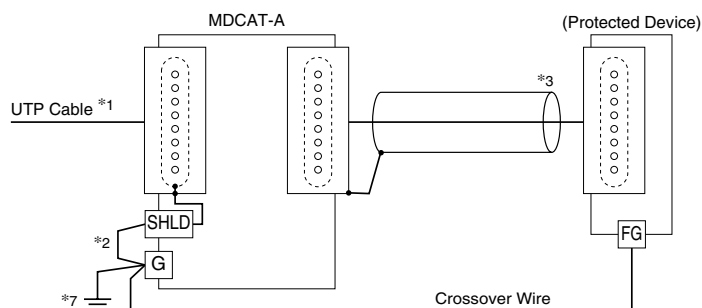 MDCAT-A
(Protected Device)
*3
UTP Cable *1
SHLD
*2
FG
G
*7
Crossover Wire